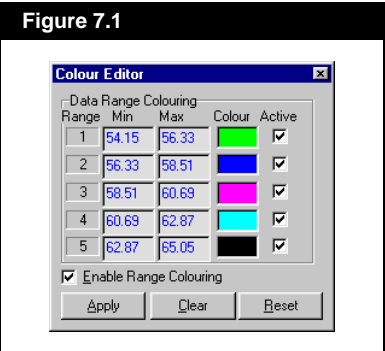 Figure 7.1
Colour Editor
Data Range Colouring
Range Min Max Colour Active
1 54.15 56.33
2 56.33 58.51
3 58.51 60.69
4 60.69 62.87
5 62.87 65.05
Enable Range Colouring
Apply Clear Reset